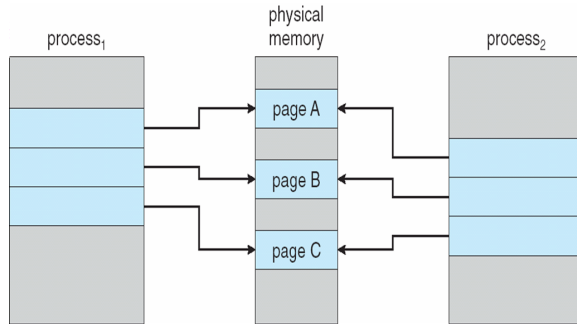 process₁
physical
memory
process₂
page A
page B
page C